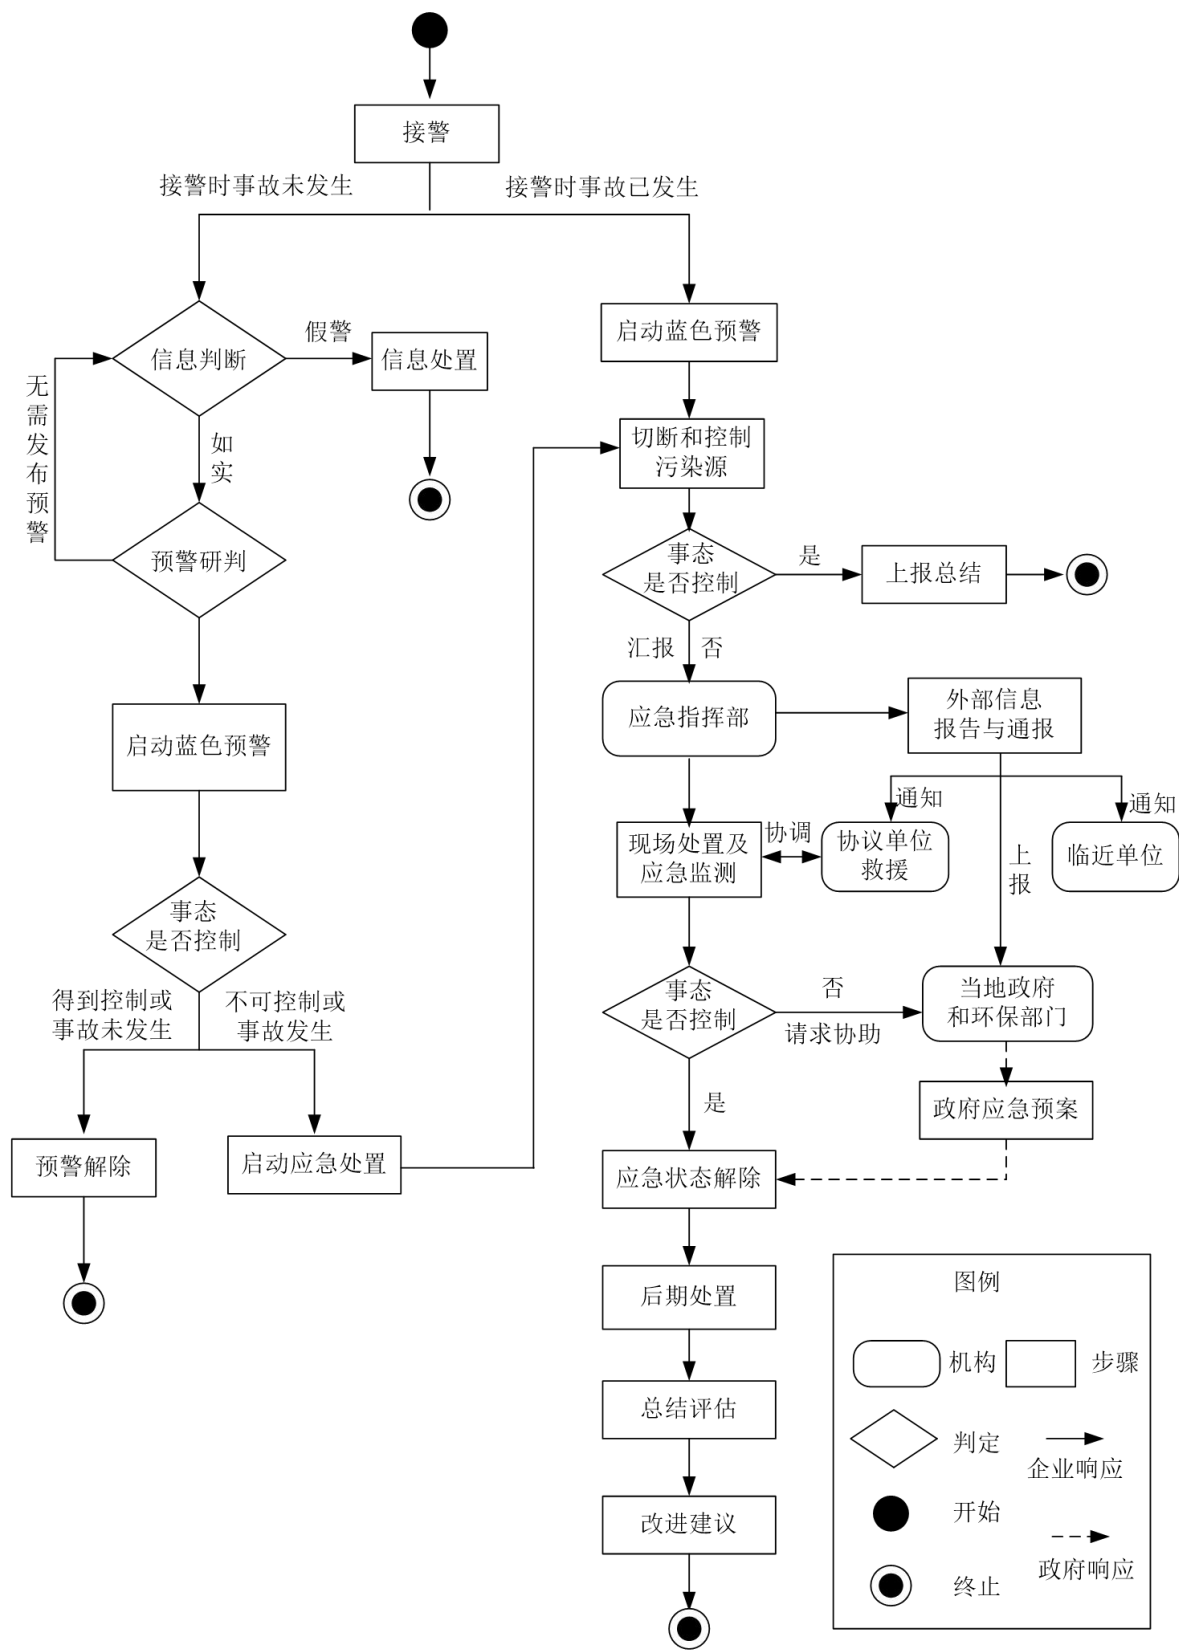 接警
接警时事故未发生
接警时事故已发生
信息判断
假警
信息处置
无需发布预警
如实
预警研判
启动蓝色预警
事态
是否控制
得到控制或
事故未发生
不可控制或
事故发生
预警解除
启动应急处置
启动蓝色预警
切断和控制
污染源
事态
是否控制
是
上报总结
汇报
否
应急指挥部
外部信息
报告与通报
通知
通知
上报
现场处置及
应急监测
协调
协议单位
救援
临近单位
事态
是否控制
否
请求协助
当地政府
和环保部门
政府应急预案
是
应急状态解除
后期处置
总结评估
改进建议
图例
机构
步骤
判定
企业响应
开始
政府响应
终止